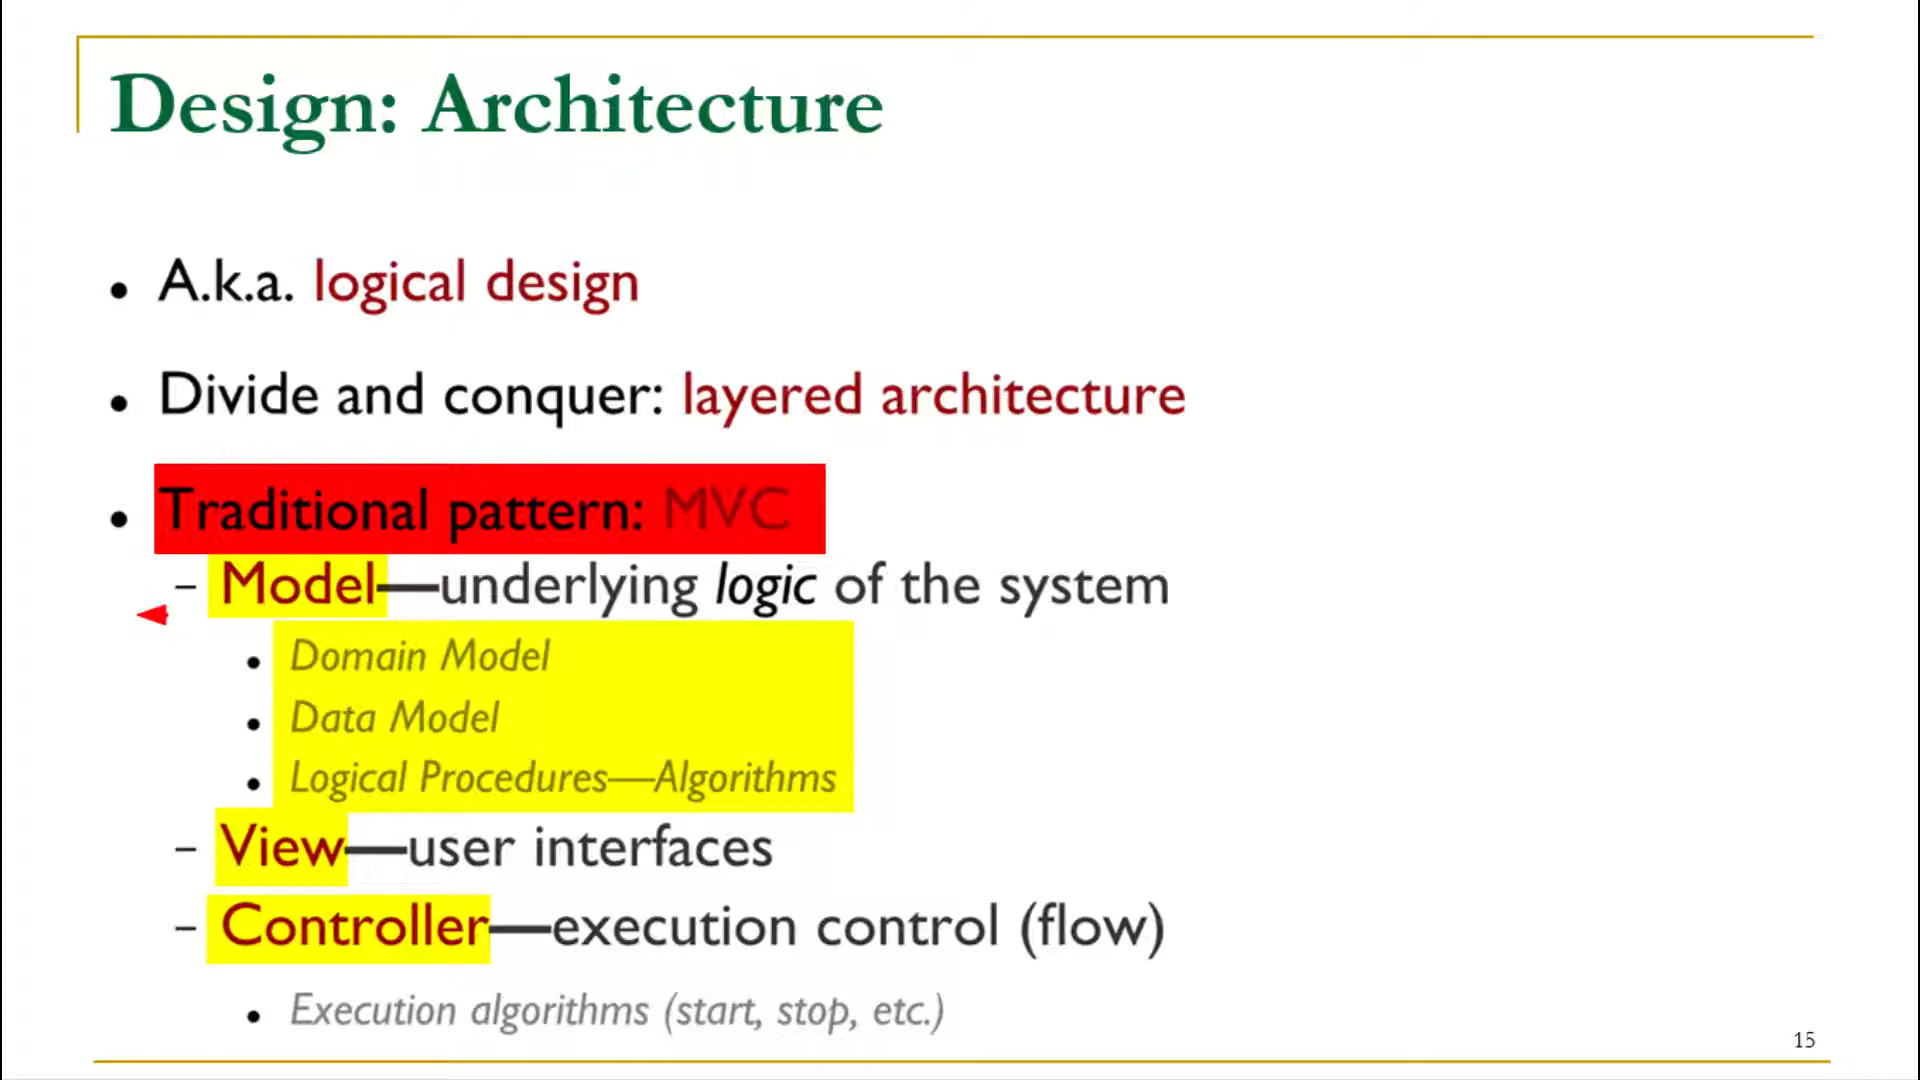 Design: Architecture
• A.k.a. logical design
• Divide and conquer: layered architecture
• Traditional pattern: MVC
– Model—underlying logic of the system
• Domain Model
• Data Model
• Logical Procedures—Algorithms
– View—user interfaces
– Controller—execution control (flow)
• Execution algorithms (start, stop, etc.)
15